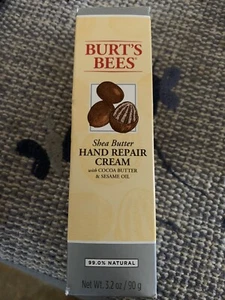 BURT'S
BEES®
Shea Butter
HAND REPAIR
CREAM
with COCOA BUTTER
& SESAME OIL
99.0% NATURAL
Net Wt. 3.2 oz / 90 g